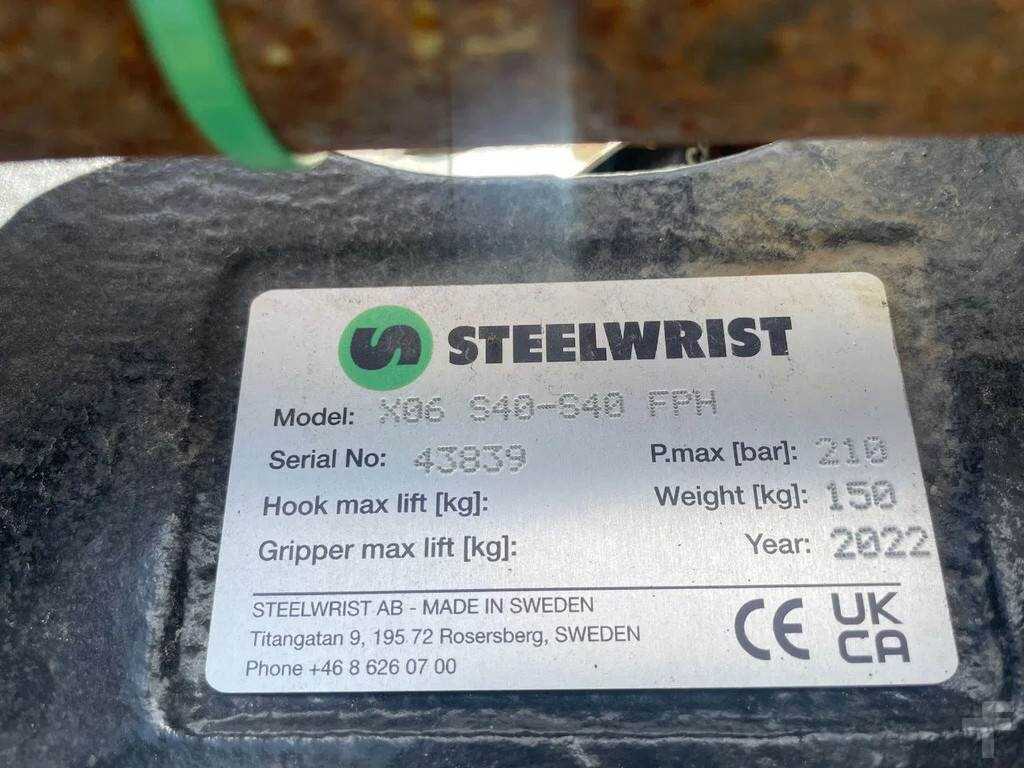 STEELWRIST
Model: X06 S40-S40 FPH
Serial No: 43839 P.max [bar]: 210
Hook max lift [kg]: Weight [kg]: 150
Gripper max lift [kg]: Year: 2022
STEELWRIST AB - MADE IN SWEDEN
Titangatan 9, 195 72 Rosersberg, SWEDEN
Phone +46 8 626 07 00
CE UK
CA